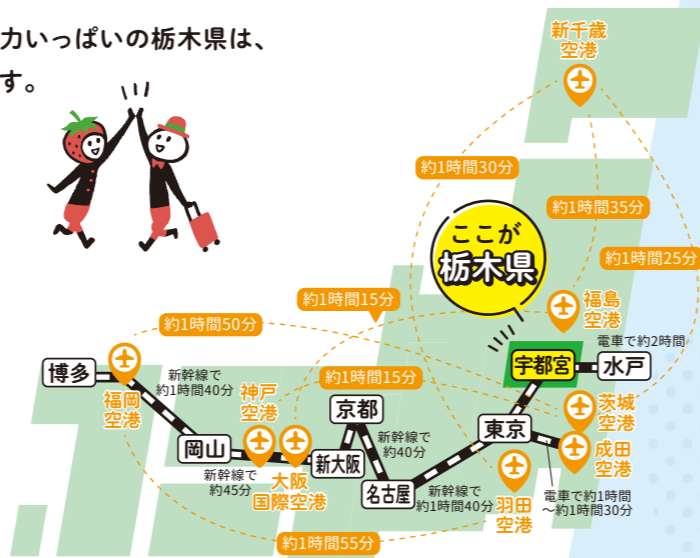 力いっぱいの栃木県は、
す。
新千歳
空港
約1時間30分
約1時間35分
ここが
栃木県
約1時間25分
約1時間15分
福島
空港
約1時間50分
電車で約2時間
宇都宮
水戸
博多
新幹線で
約1時間40分
約1時間15分
福岡
空港
神戸
空港
京都
茨城
空港
岡山
新幹線で
約40分
東京
成田
空港
新大阪
新幹線で
約45分
大阪
国際空港
名古屋
新幹線で
約1時間40分
羽田
空港
電車で約1時間
〜約1時間30分
約1時間55分